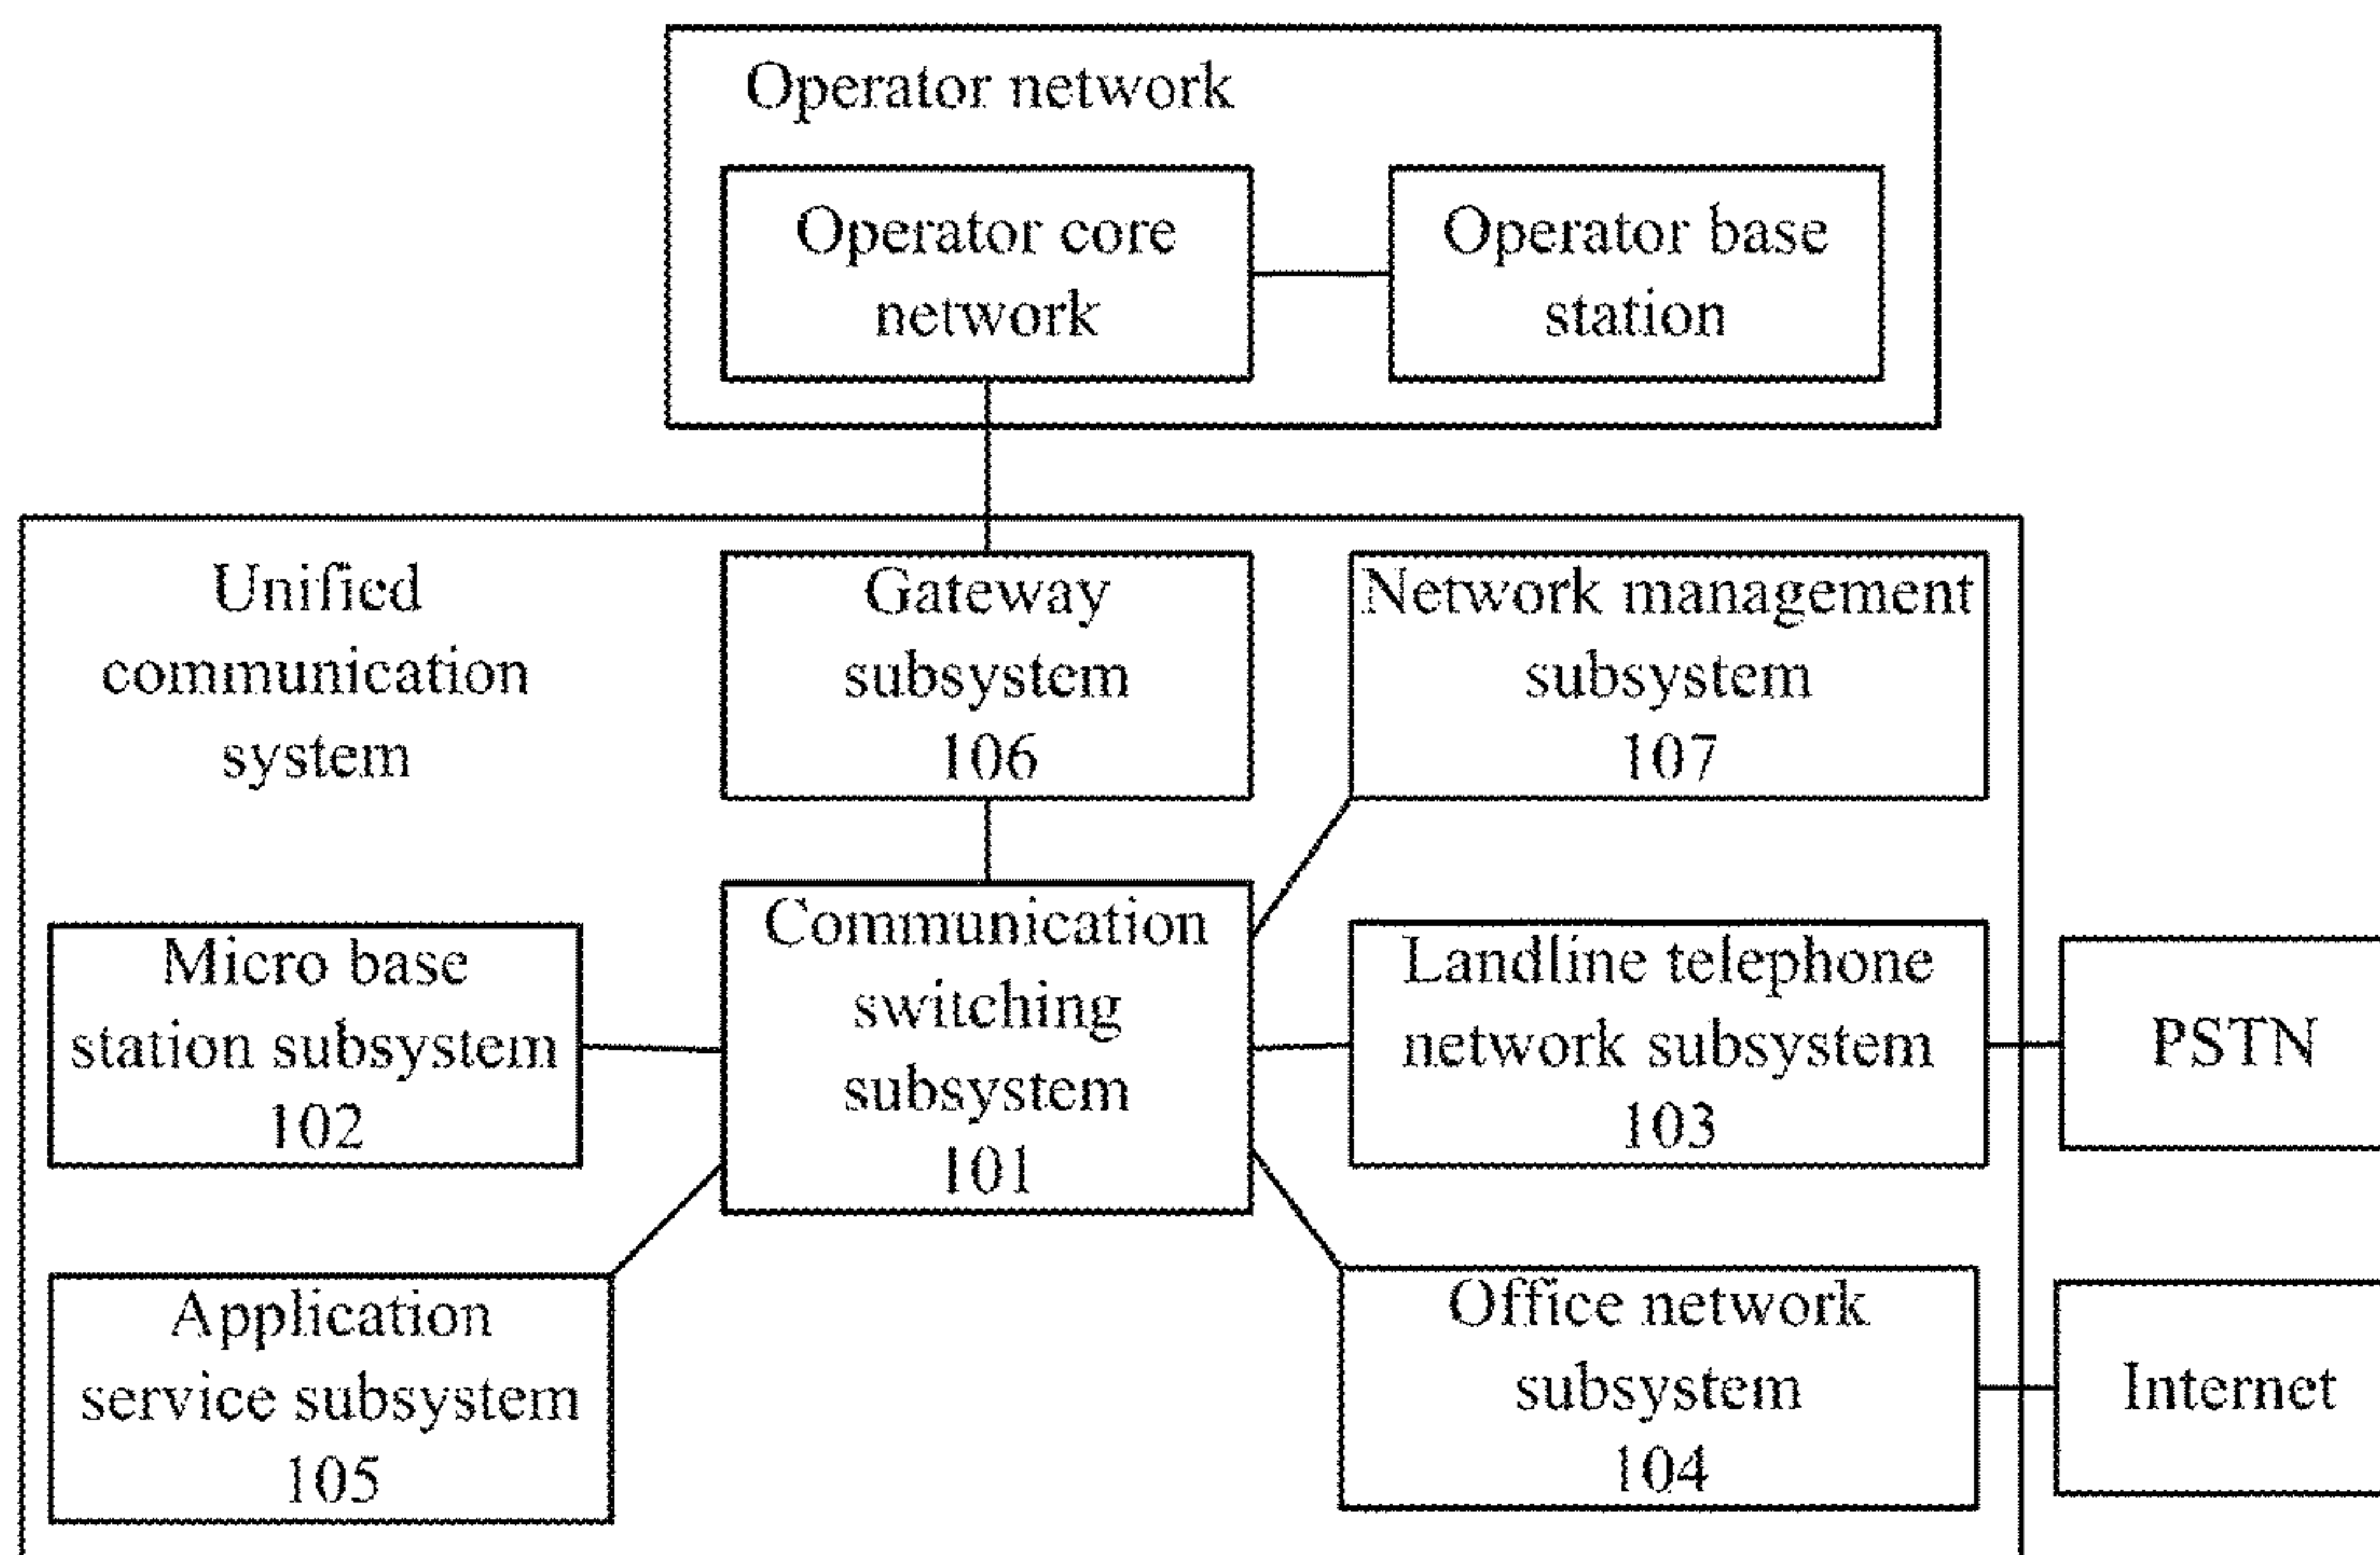 Operator network
Operator core
network
Operator base
station
Unified
communication
system
Gateway
subsystem
106
Network management
subsystem
107
Micro base
station subsystem
102
Communication
switching
subsystem
101
Landline telephone
network subsystem
103
PSTN
Application
service subsystem
105
Office network
subsystem
104
Internet